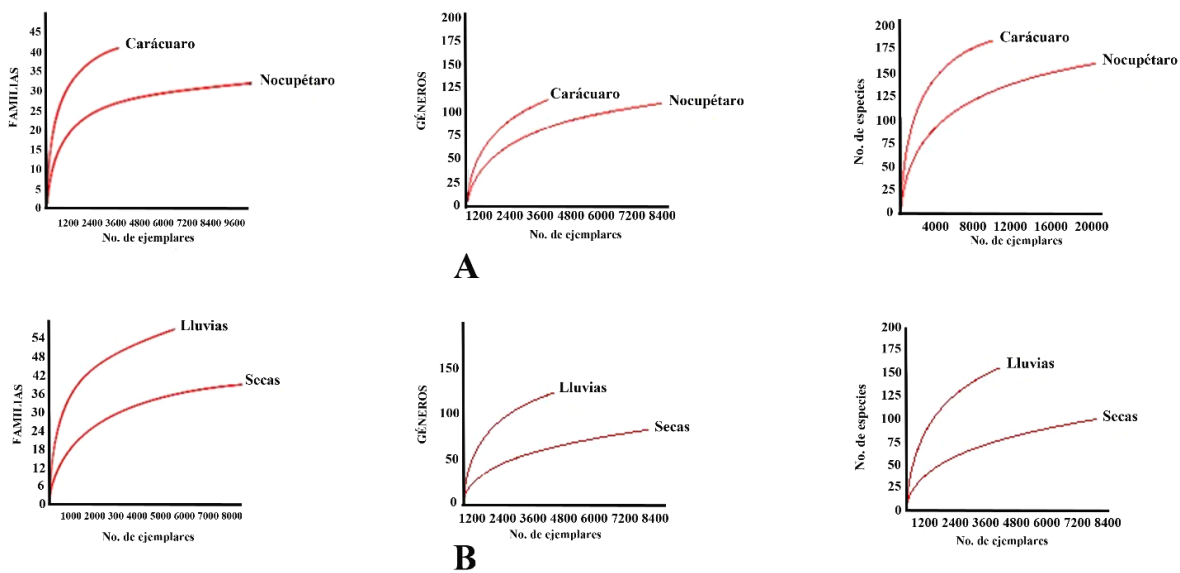 FAMILIAS
45
40
35
30
25
20
15
10
5
0
Carácuaro
Nocupétaro
1200 2400 3600 4800 6000 7200 8400 9600
No. de ejemplares
GÉNEROS
200
175
150
125
100
75
50
25
0
Carácuaro
Nocupétaro
1200 2400 3600 4800 6000 7200 8400
No. de ejemplares
No. de especies
200
175
150
125
100
75
50
25
0
Carácuaro
Nocupétaro
4000 8000 12000 16000 20000
No. de ejemplares
A
FAMILIAS
54
48
42
36
30
24
18
12
6
0
Lluvias
Secas
1000 2000 300 4000 5000 6000 7000 8000
No. de ejemplares
GÉNEROS
150
100
50
0
Lluvias
Secas
1200 2400 3600 4800 6000 7200 8400
No. de ejemplares
No. de especies
200
175
150
125
100
75
50
25
0
Lluvias
Secas
1200 2400 3600 4800 6000 7200 8400
No. de ejemplares
B